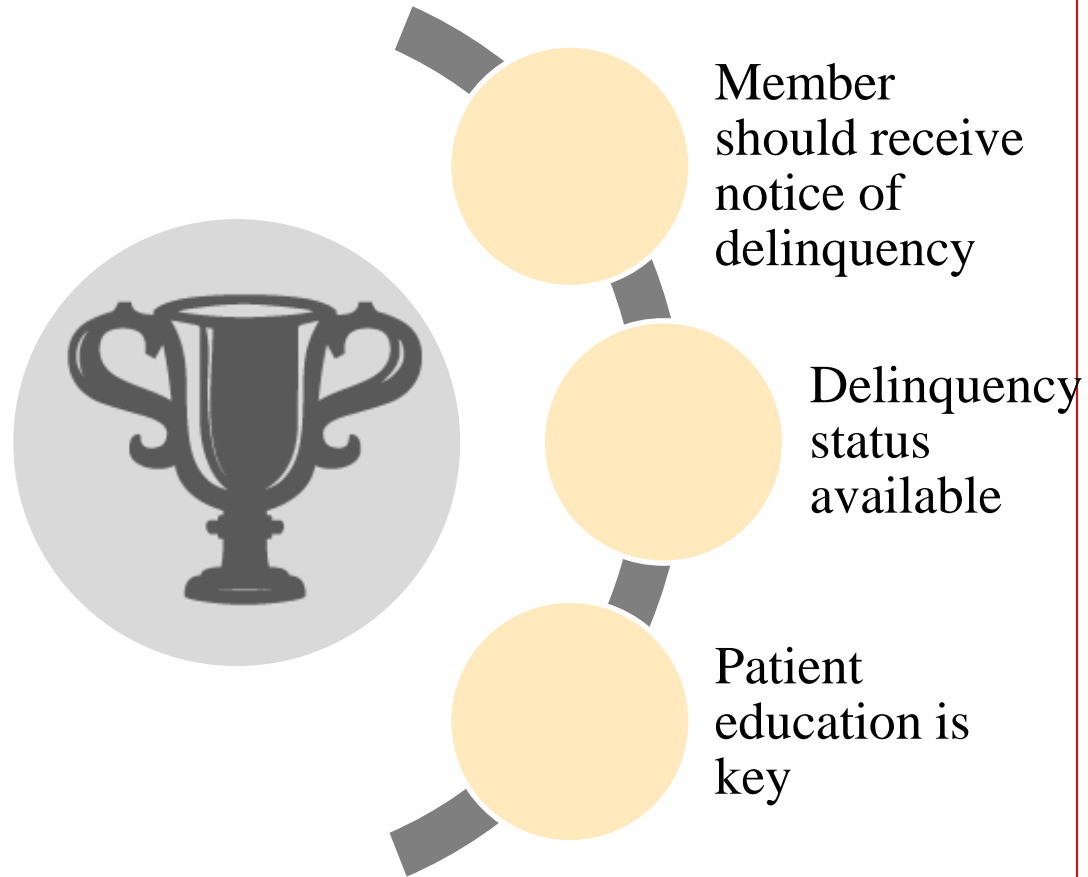 Member
should receive
notice of
delinquency
Delinquency
status
available
Patient
education is
key